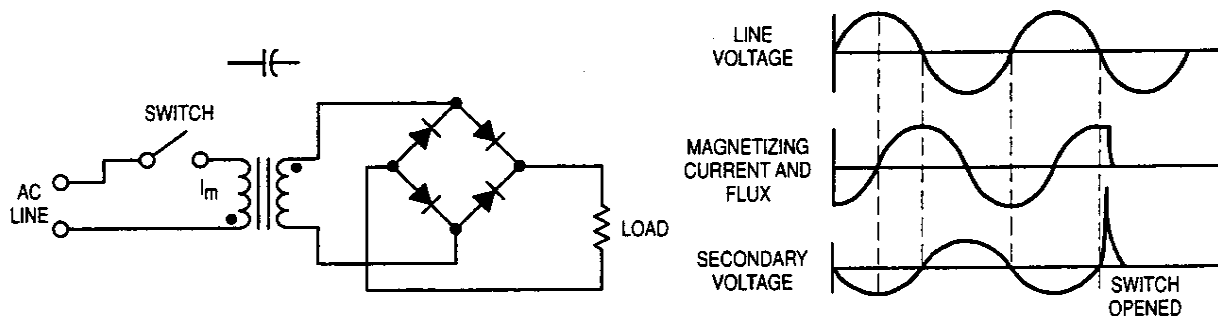 SWITCH
AC
LINE
Im
LOAD
LINE
VOLTAGE
MAGNETIZING
CURRENT AND
FLUX
SECONDARY
VOLTAGE
SWITCH
OPENED